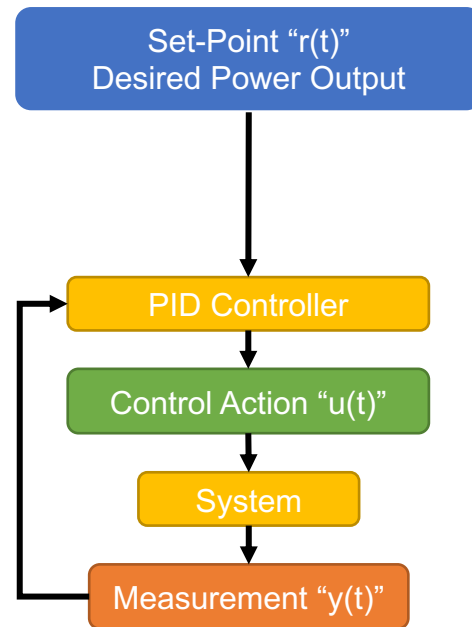 Set-Point “r(t)”
Desired Power Output
PID Controller
Control Action “u(t)”
System
Measurement “y(t)”